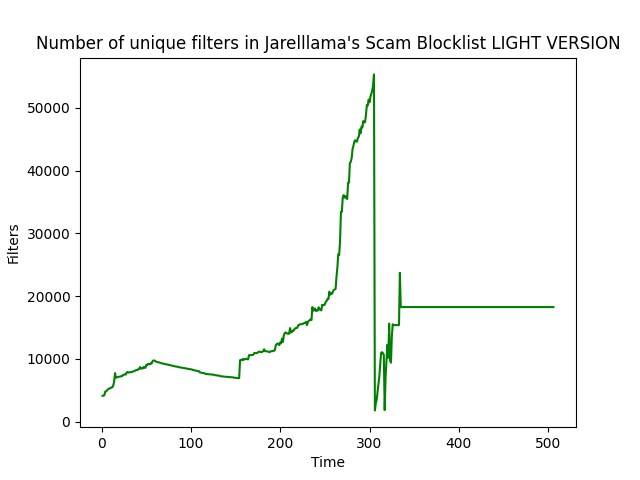 Number of unique filters in Jarelllama's Scam Blocklist LIGHT VERSION
Filters
50000
40000
30000
20000
10000
0
0 100 200 300 400 500
Time